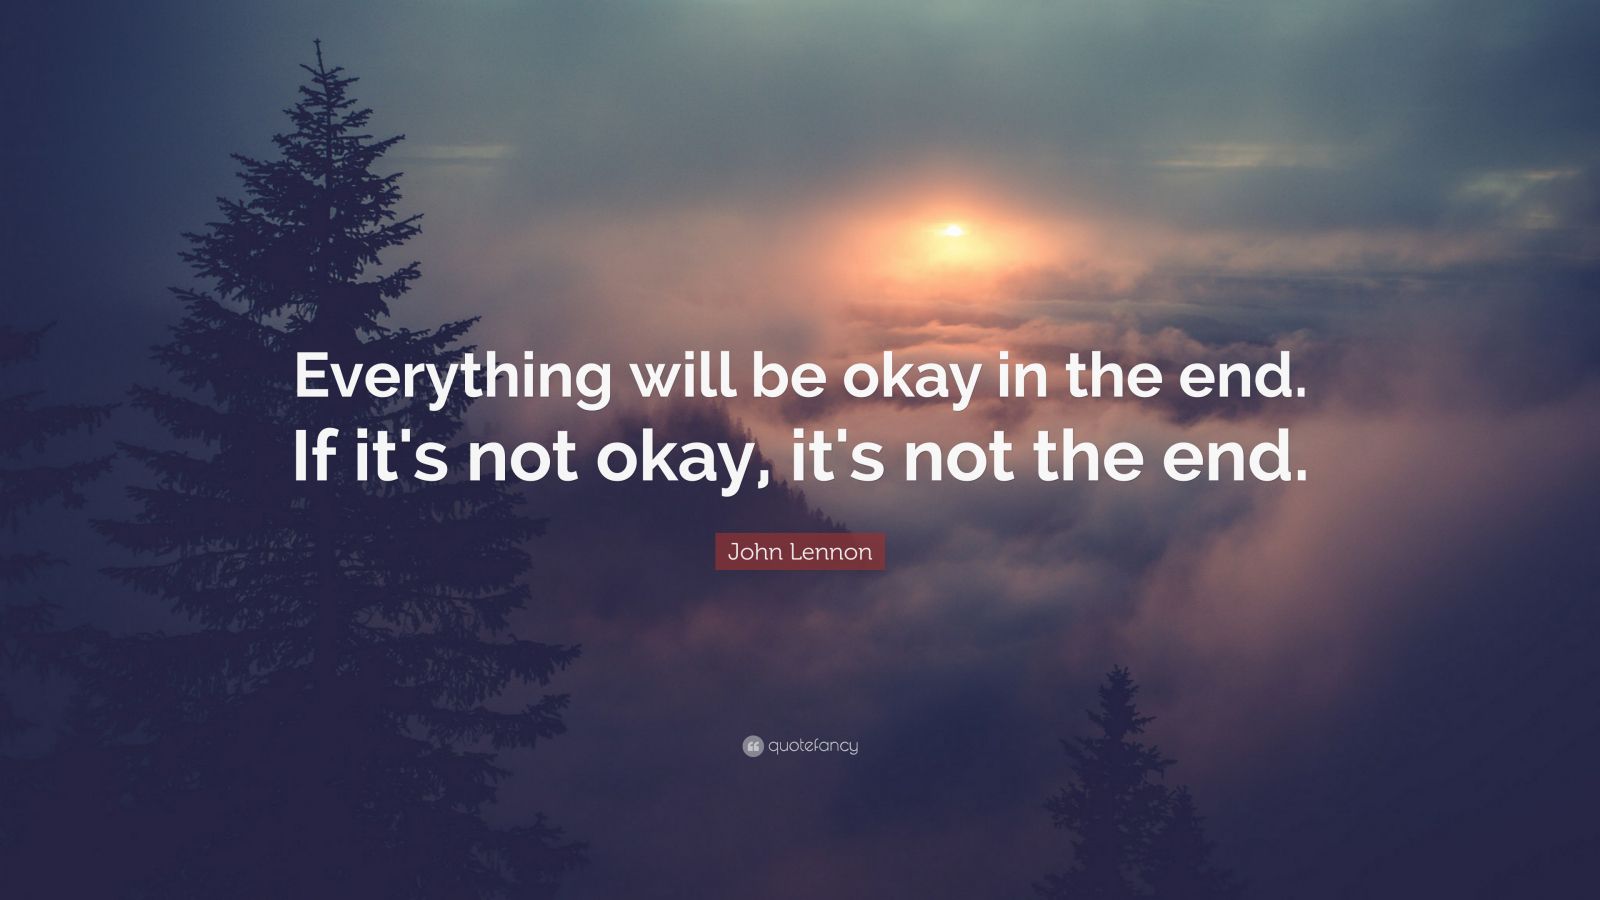 Everything will be okay in the end.
If it's not okay, it's not the end.
John Lennon
quotefancy